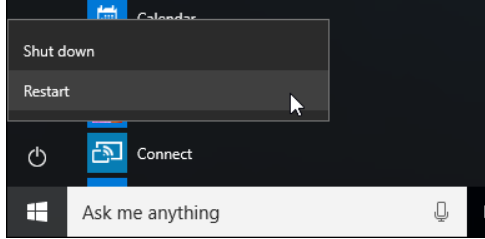 Calendar
Shut down
Restart
Connect
Ask me anything